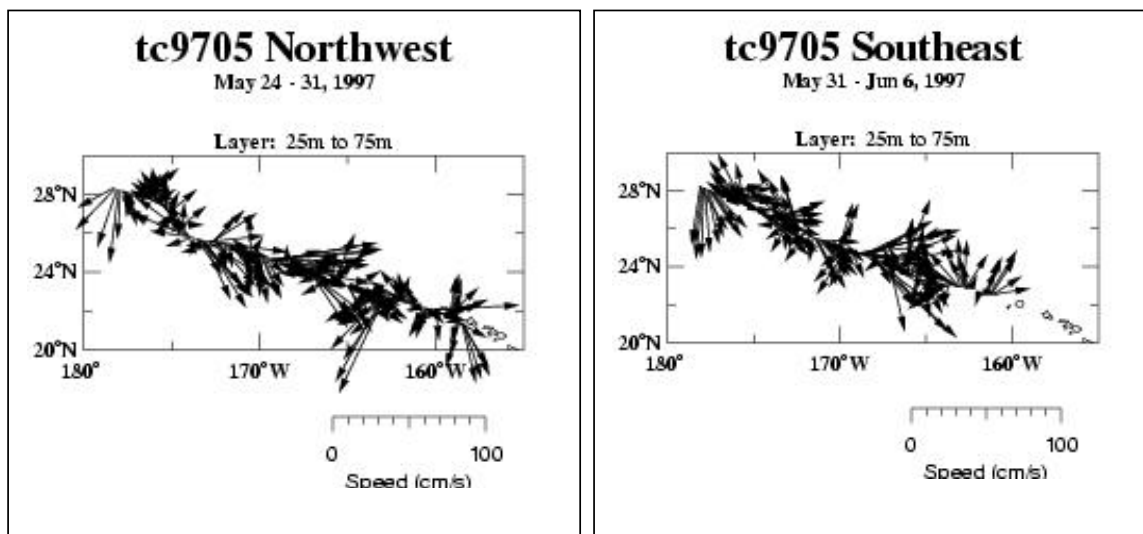 tc9705 Northwest
May 24 - 31, 1997
Layer: 25m to 75m
28°N
24°N
20°N
180°
170°W
160°W
0
100
Speed (cm/s)
tc9705 Southeast
May 31 - Jun 6, 1997
Layer: 25m to 75m
28°N
24°N
20°N
180°
170°W
160°W
0
100
Speed (cm/s)